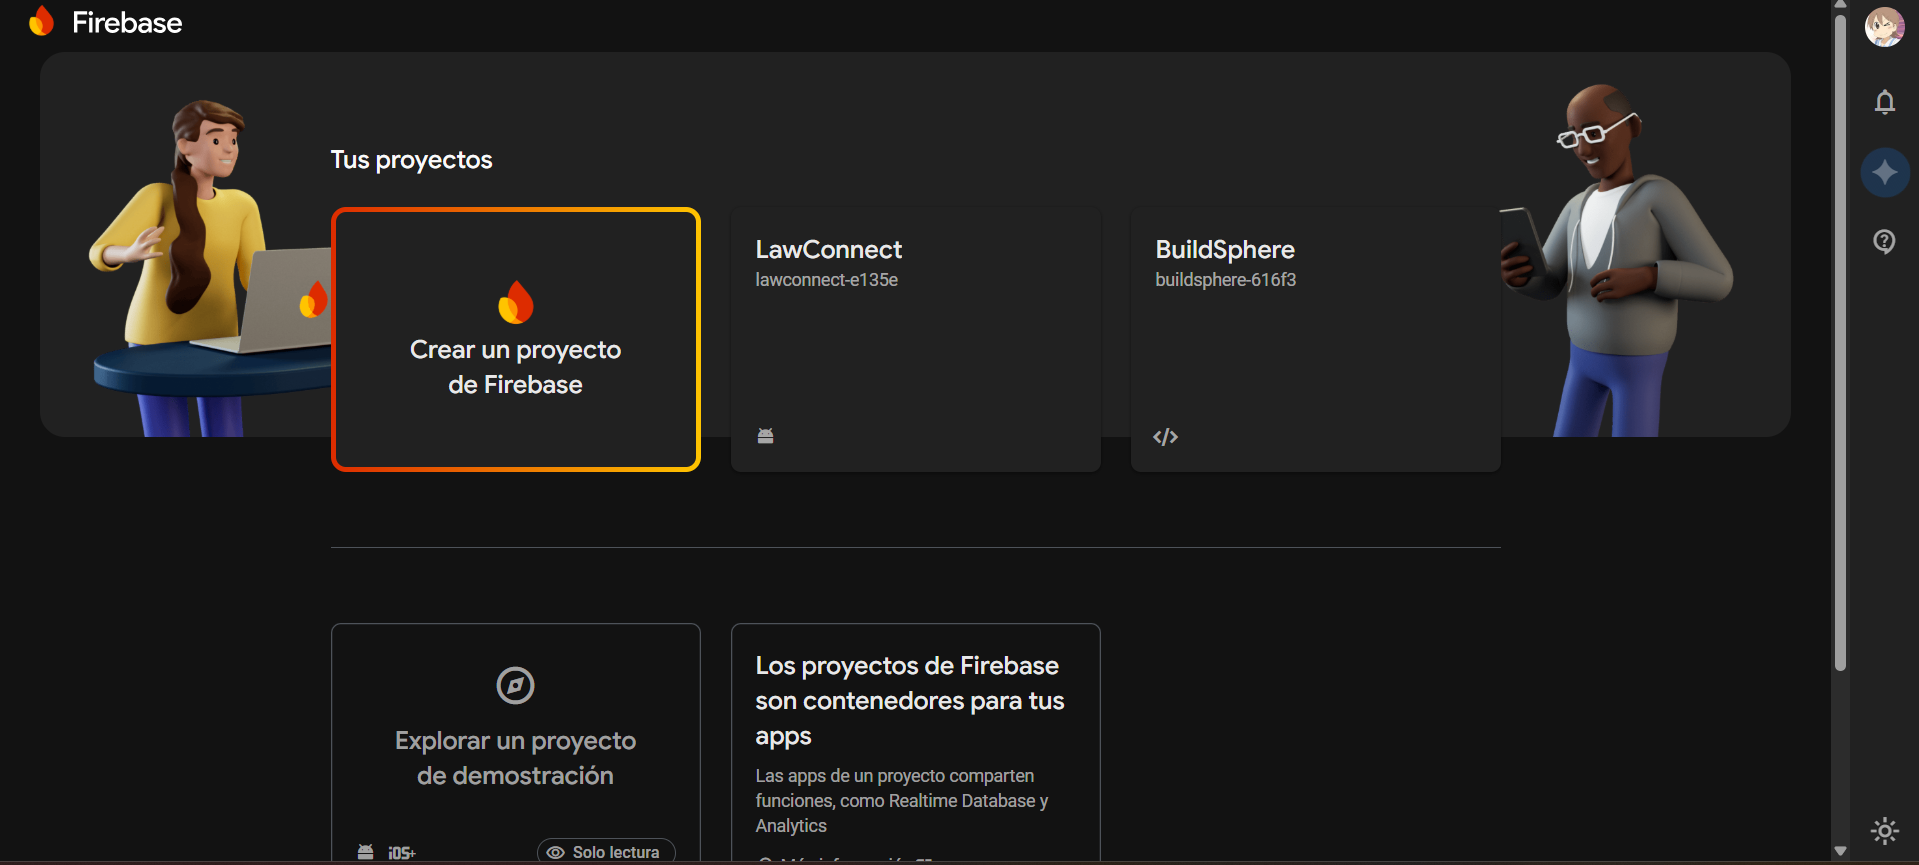 Firebase
Tus proyectos
Crear un proyecto
de Firebase
LawConnect
lawconnect-e135e
BuildSphere
buildsphere-616f3
Explorar un proyecto
de demostración
iOS+
Solo lectura
Los proyectos de Firebase
son contenedores para tus
apps
Las apps de un proyecto comparten
funciones, como Realtime Database y
Analytics